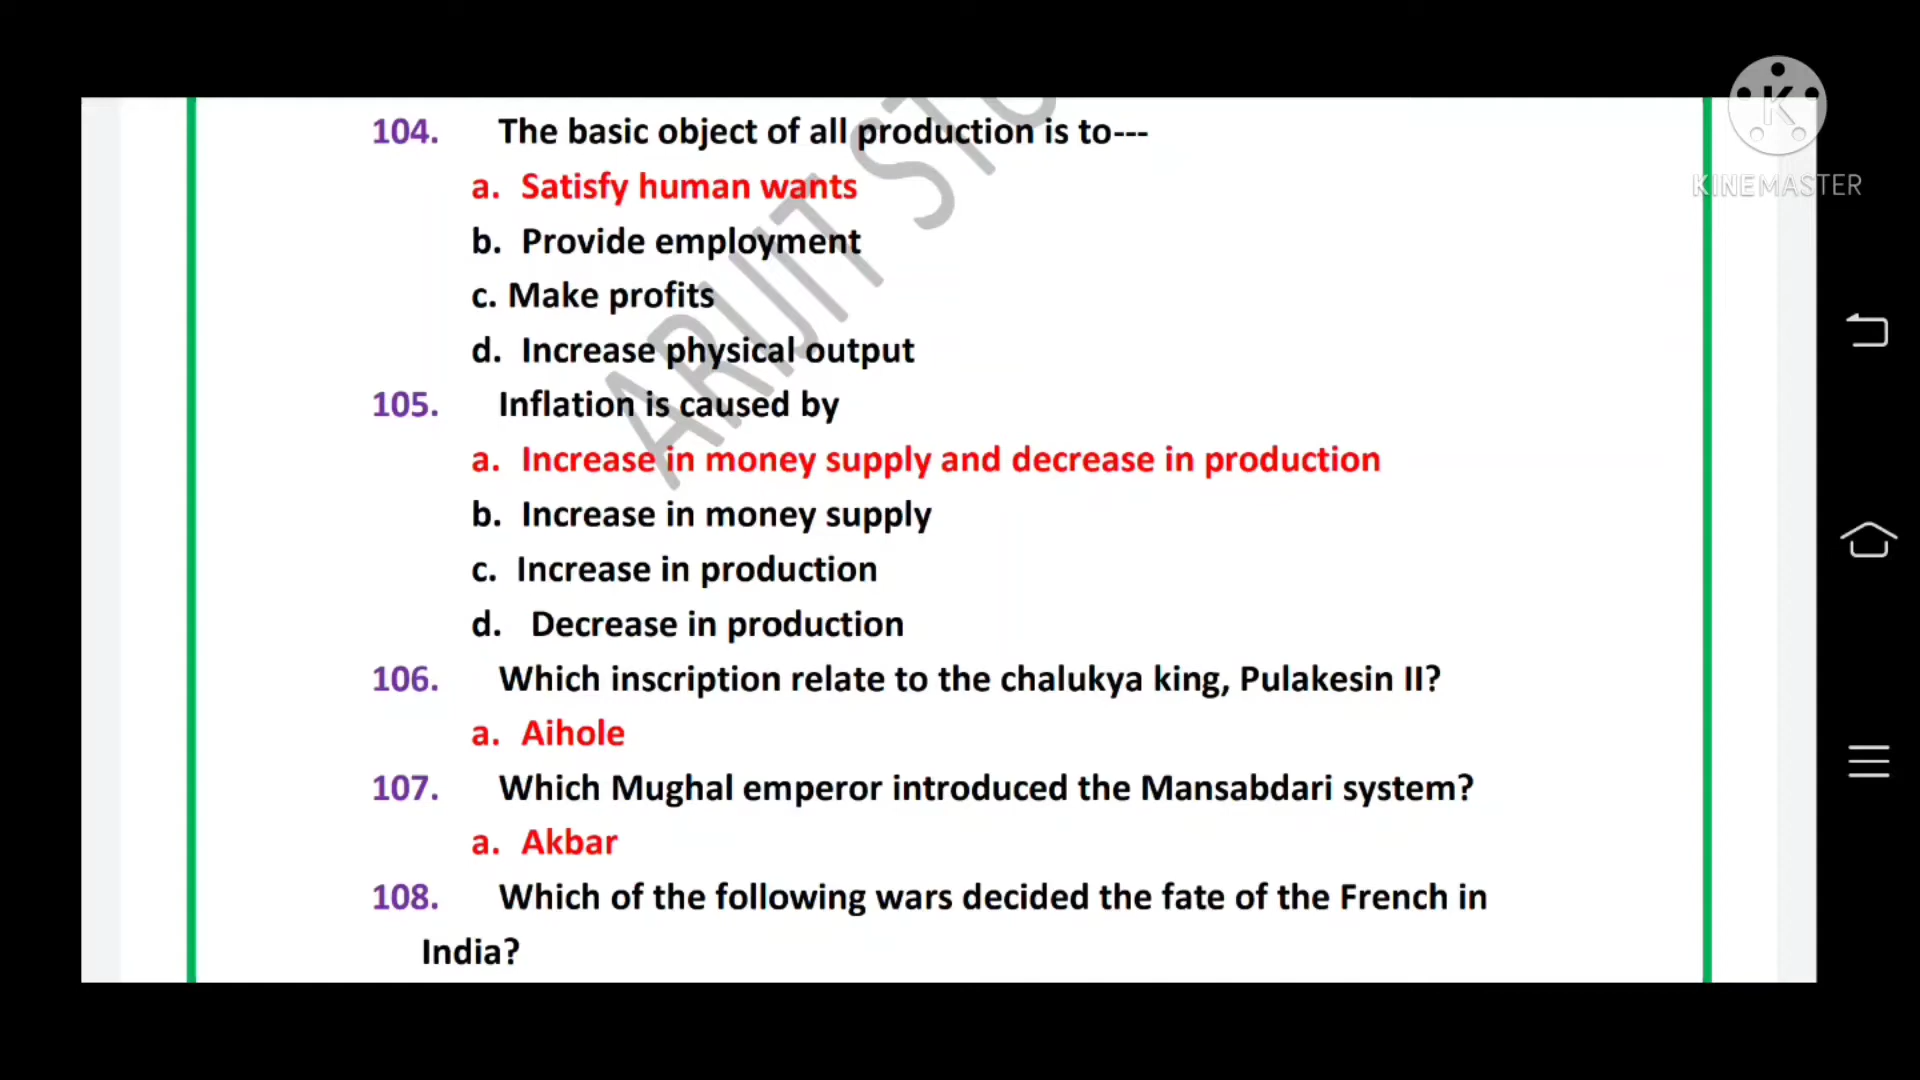 104. The basic object of all production is to---
a. Satisfy human wants
b. Provide employment
c. Make profits
d. Increase physical output
105. Inflation is caused by
a. Increase in money supply and decrease in production
b. Increase in money supply
c. Increase in production
d. Decrease in production
106. Which inscription relate to the chalukya king, Pulakesin II?
a. Aihole
107. Which Mughal emperor introduced the Mansabdari system?
a. Akbar
108. Which of the following wars decided the fate of the French in
India?
ARIJIT
K
KINEMASTER